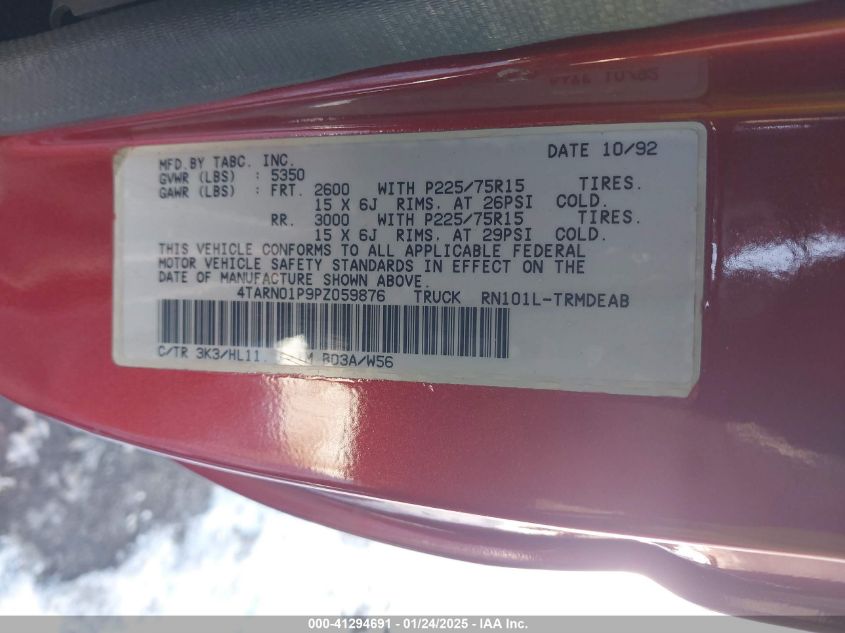 MFD.BY TABC. INC. DATE 10/92
GVWR (LBS) : 5350
GAWR (LBS) : FRT. 2600 WITH P225/75R15 TIRES.
15 X 6J RIMS. AT 26PSI COLD.
RR. 3000 WITH P225/75R15 TIRES.
15 X 6J RIMS. AT 29PSI COLD.
THIS VEHICLE CONFORMS TO ALL APPLICABLE FEDERAL
MOTOR VEHICLE SAFETY STANDARDS IN EFFECT ON THE
DATE OF MANUFACTURE SHOWN ABOVE.
4TARN01P9PZ059876 TRUCK RN101L-TRMDEAB
C/TR 3K3/HL11. BD3A/W56
000-41294691 - 01/24/2025 - IAA Inc.